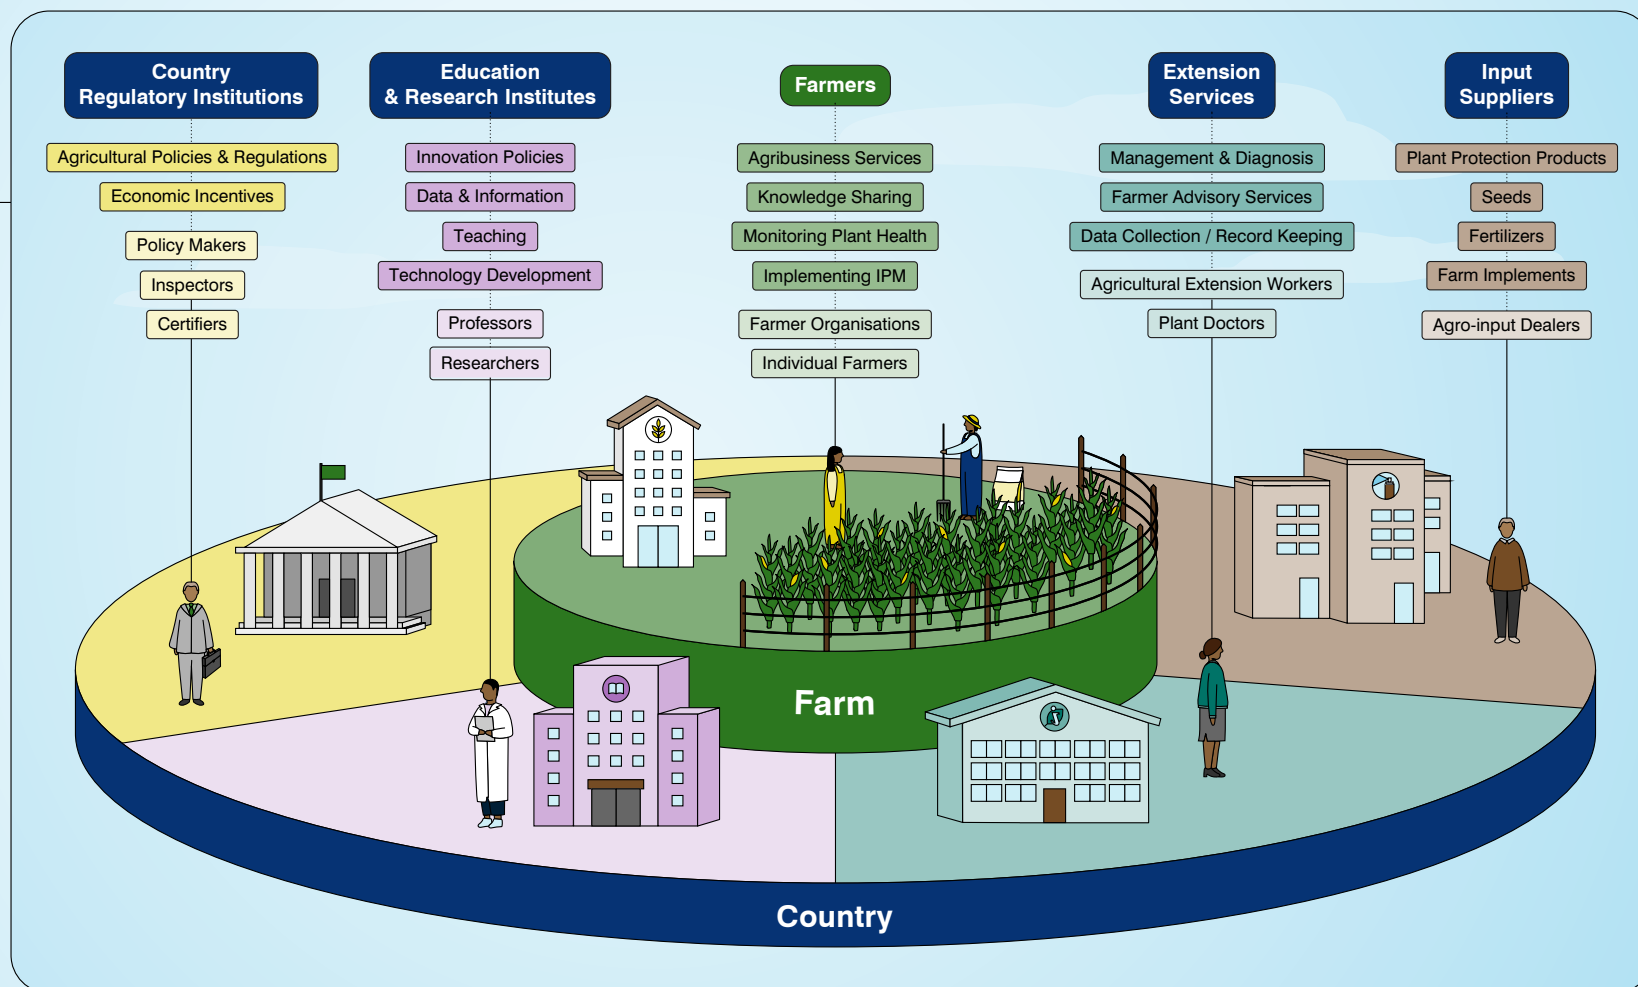 Country
Regulatory Institutions
Agricultural Policies & Regulations
Economic Incentives
Policy Makers
Inspectors
Certifiers
Education
& Research Institutes
Innovation Policies
Data & Information
Teaching
Technology Development
Professors
Researchers
Farmers
Agribusiness Services
Knowledge Sharing
Monitoring Plant Health
Implementing IPM
Farmer Organisations
Individual Farmers
Extension
Services
Management & Diagnosis
Farmer Advisory Services
Data Collection / Record Keeping
Agricultural Extension Workers
Plant Doctors
Input
Suppliers
Plant Protection Products
Seeds
Fertilizers
Farm Implements
Agro-input Dealers
Farm
Country